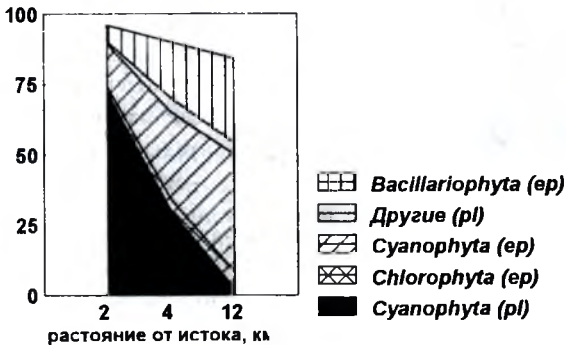 100
75
50
25
0
2 4 12
растояние от истока, км
Bacillariophyta (ep)
Другие (pl)
Cyanophyta (ep)
Chlorophyta (ep)
Cyanophyta (pl)